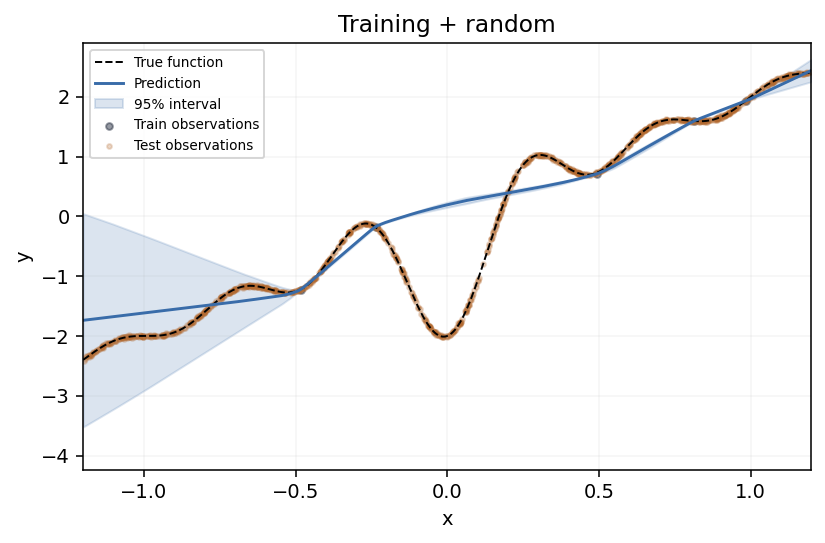 Training + random
True function
Prediction
95% interval
Train observations
Test observations
y
2
1
0
−1
−2
−3
−4
−1.0 −0.5 0.0 0.5 1.0
x